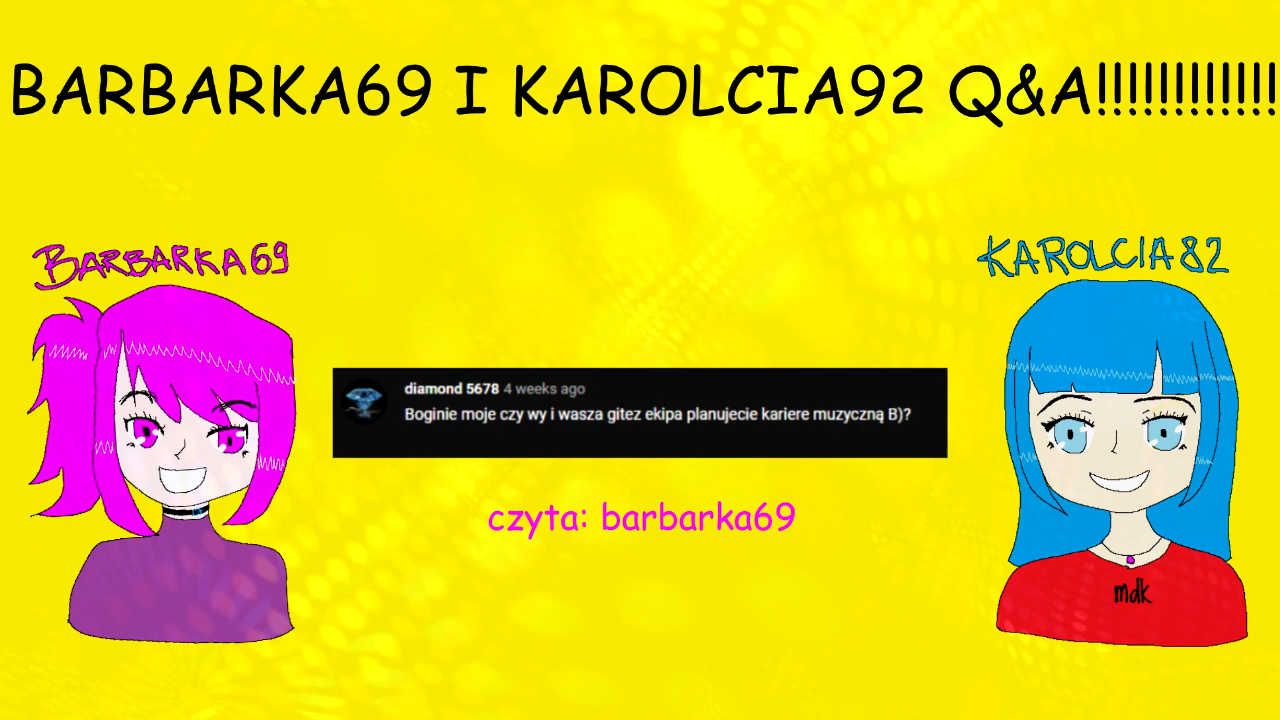 BARBARKA69 I KAROLCIA92 Q&A!!!!!!!!!!!!
BARBARKA69
KAROLCIA82
diamond 5678 4 weeks ago
Boginie moje czy wy i wasza gitez ekipa planujecie kariere muzyczną B)?
czyta: barbarka69
mdk